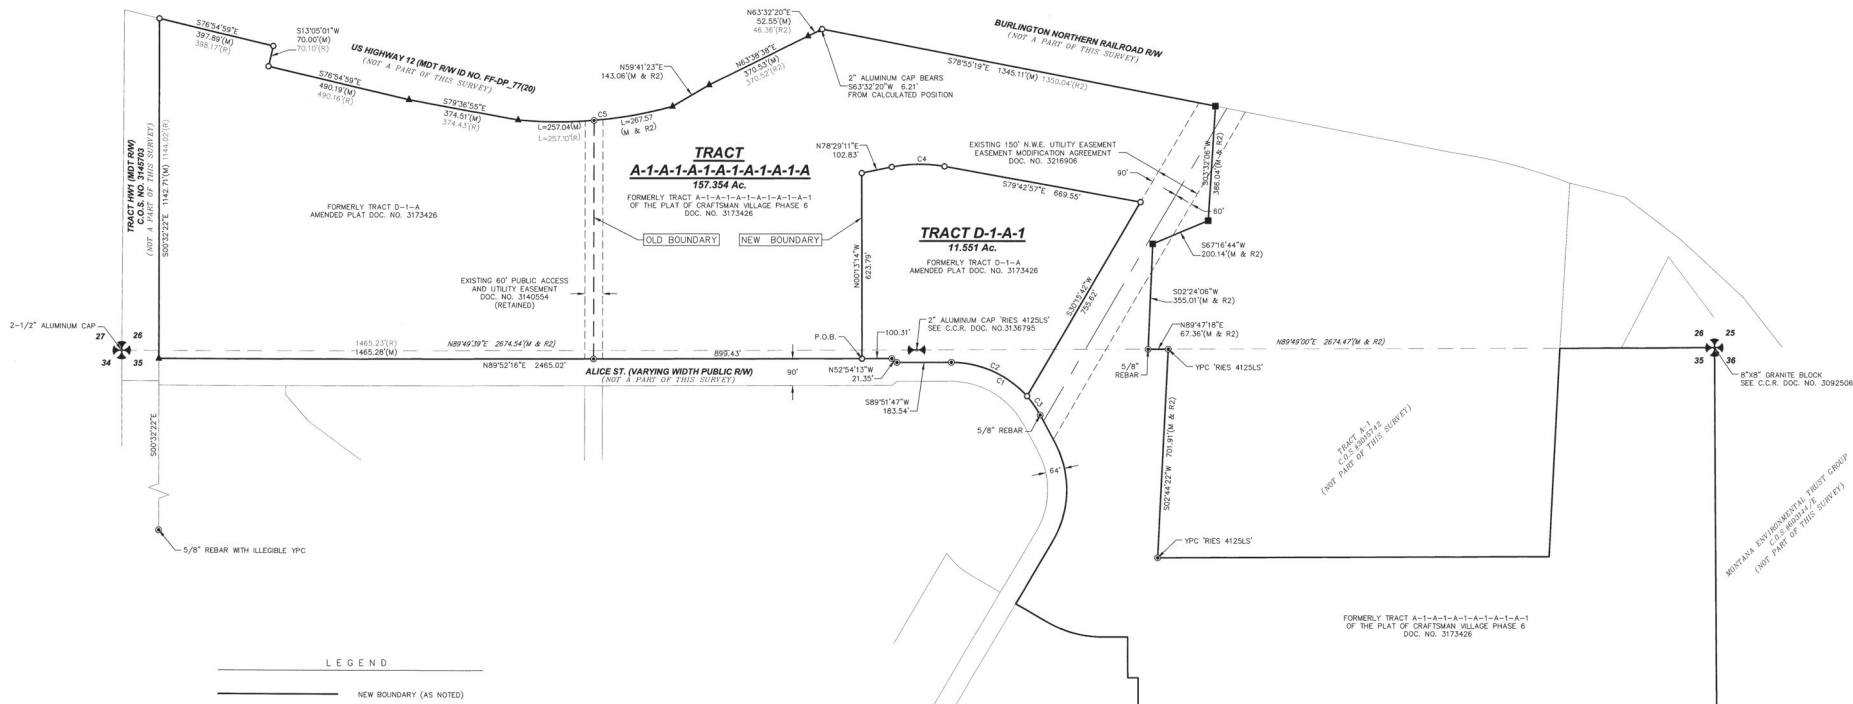 S76°54'59"E
397.89'(M)
398.17'(R)
S13°05'01"W
70.00'(M)
70.10'(R)
US HIGHWAY 12 (MDT R/W ID NO. FF-DP_77(20)
(NOT A PART OF THIS SURVEY)
S76°54'59"E
490.19'(M)
490.16'(R)
S79°36'55"E
374.51'(M)
374.43'(R)
L=257.04(M)
L=257.10'(R)
C5
L=267.57
(M & R2)
N59°41'23"E
143.06'(M & R2)
N63°38'38"E
370.53'(M)
370.52'(R2)
N63°32'20"E
52.55'(M)
46.36'(R2)
2" ALUMINUM CAP BEARS
S63°32'20"W 6.21'
FROM CALCULATED POSITION
BURLINGTON NORTHERN RAILROAD R/W
(NOT A PART OF THIS SURVEY)
S78°55'19"E 1345.11'(M) 1350.04'(R2)
TRACT HW1 (MDT R/W)
C.O.S. NO. 3145703
(NOT A PART OF THIS SURVEY)
S00°32'22"E 1142.71'(M) 1144.02'(R)
FORMERLY TRACT D-1-A
AMENDED PLAT DOC. NO. 3173426
TRACT
A-1-A-1-A-1-A-1-A-1-A-1-A
157.354 Ac.
FORMERLY TRACT A-1-A-1-A-1-A-1-A-1-A-1
OF THE PLAT OF CRAFTSMAN VILLAGE PHASE 6
DOC. NO. 3173426
OLD BOUNDARY
NEW BOUNDARY
EXISTING 60' PUBLIC ACCESS
AND UTILITY EASEMENT
DOC. NO. 3140554
(RETAINED)
N78°29'11"E
102.83'
C4
S79°42'57"E 669.55'
EXISTING 150' N.W.E. UTILITY EASEMENT
EASEMENT MODIFICATION AGREEMENT
DOC. NO. 3216906
90'
60'
S03°32'06"W
386.04'(M & R2)
TRACT D-1-A-1
11.551 Ac.
FORMERLY TRACT D-1-A
AMENDED PLAT DOC. NO. 3173426
N00°13'14"W
623.79'
S30°15'42"W
755.62'
S67°16'44"W
200.14'(M & R2)
S02°24'06"W
355.01'(M & R2)
N89°47'18"E
67.36'(M & R2)
2-1/2" ALUMINUM CAP
27
26
34
35
1465.23'(R)
1465.28'(M)
N89°49'39"E 2674.54'(M & R2)
899.43'
N89°52'16"E 2465.02'
ALICE ST. (VARYING WIDTH PUBLIC R/W)
(NOT A PART OF THIS SURVEY)
90'
P.O.B.
100.31'
2" ALUMINUM CAP 'RIES 4125LS'
SEE C.C.R. DOC. NO.3136795
N52°54'13"W
21.35'
S89°51'47"W
183.54'
C2
C1
C3
5/8" REBAR
64'
5/8"
REBAR
YPC 'RIES 4125LS'
N89°49'00"E 2674.47'(M & R2)
26
25
35
36
8"X8" GRANITE BLOCK
SEE C.C.R. DOC. NO. 3092506
S00°32'22"E
5/8" REBAR WITH ILLEGIBLE YPC
S02°44'22"W 701.91'(M & R2)
YPC 'RIES 4125LS'
TRACT A-1
C.O.S.#3015742
(NOT PART OF THIS SURVEY)
MONTANA ENVIRONMENTAL TRUST GROUP
C.O.S.#603144/E
(NOT PART OF THIS SURVEY)
FORMERLY TRACT A-1-A-1-A-1-A-1-A-1-A-1
OF THE PLAT OF CRAFTSMAN VILLAGE PHASE 6
DOC. NO. 3173426
LEGEND
NEW BOUNDARY (AS NOTED)